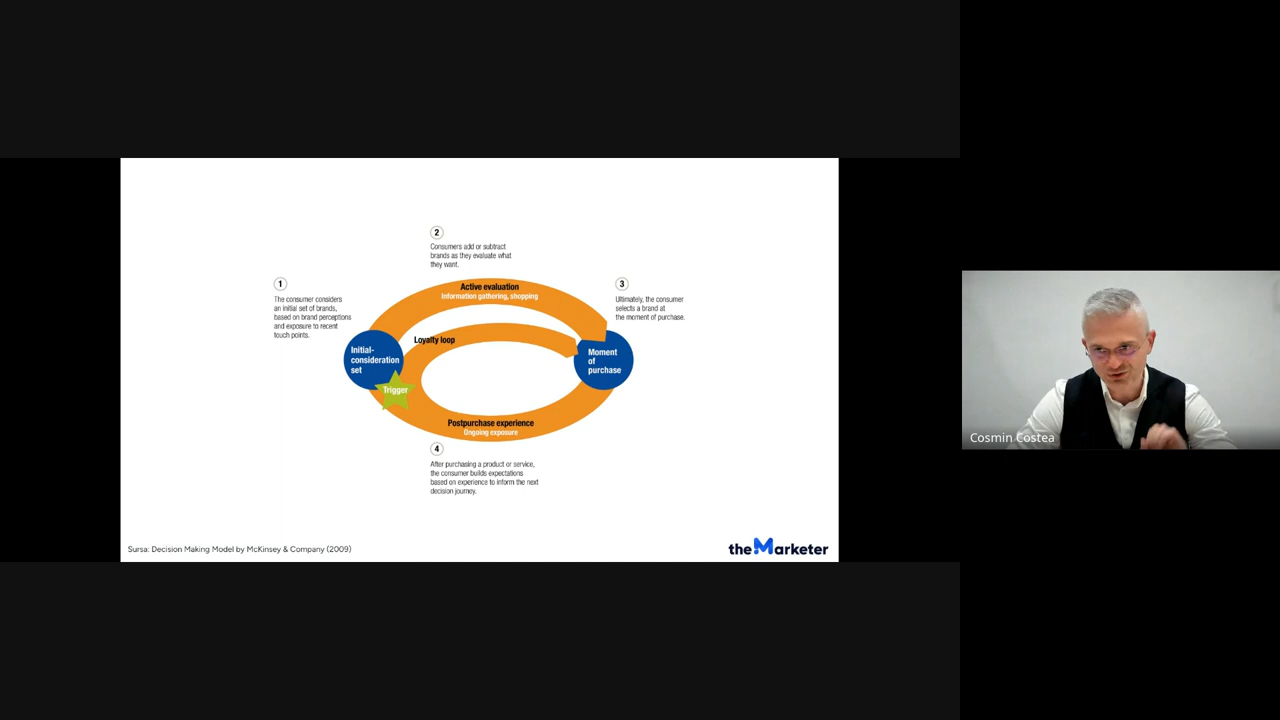 2
Consumers add or subtract
brands as they evaluate what
they want.
1
The consumer considers
an initial set of brands,
based on brand perceptions
and exposure to recent
touch points.
3
Ultimately, the consumer
selects a brand at
the moment of purchase.
Active evaluation
Information gathering, shopping
Loyalty loop
Initial-
consideration
set
Trigger
Moment
of
purchase
Postpurchase experience
Ongoing exposure
4
After purchasing a product or service,
the consumer builds expectations
based on experience to inform the next
decision journey.
Sursa: Decision Making Model by McKinsey & Company (2009)
theMarketer
Cosmin Costea